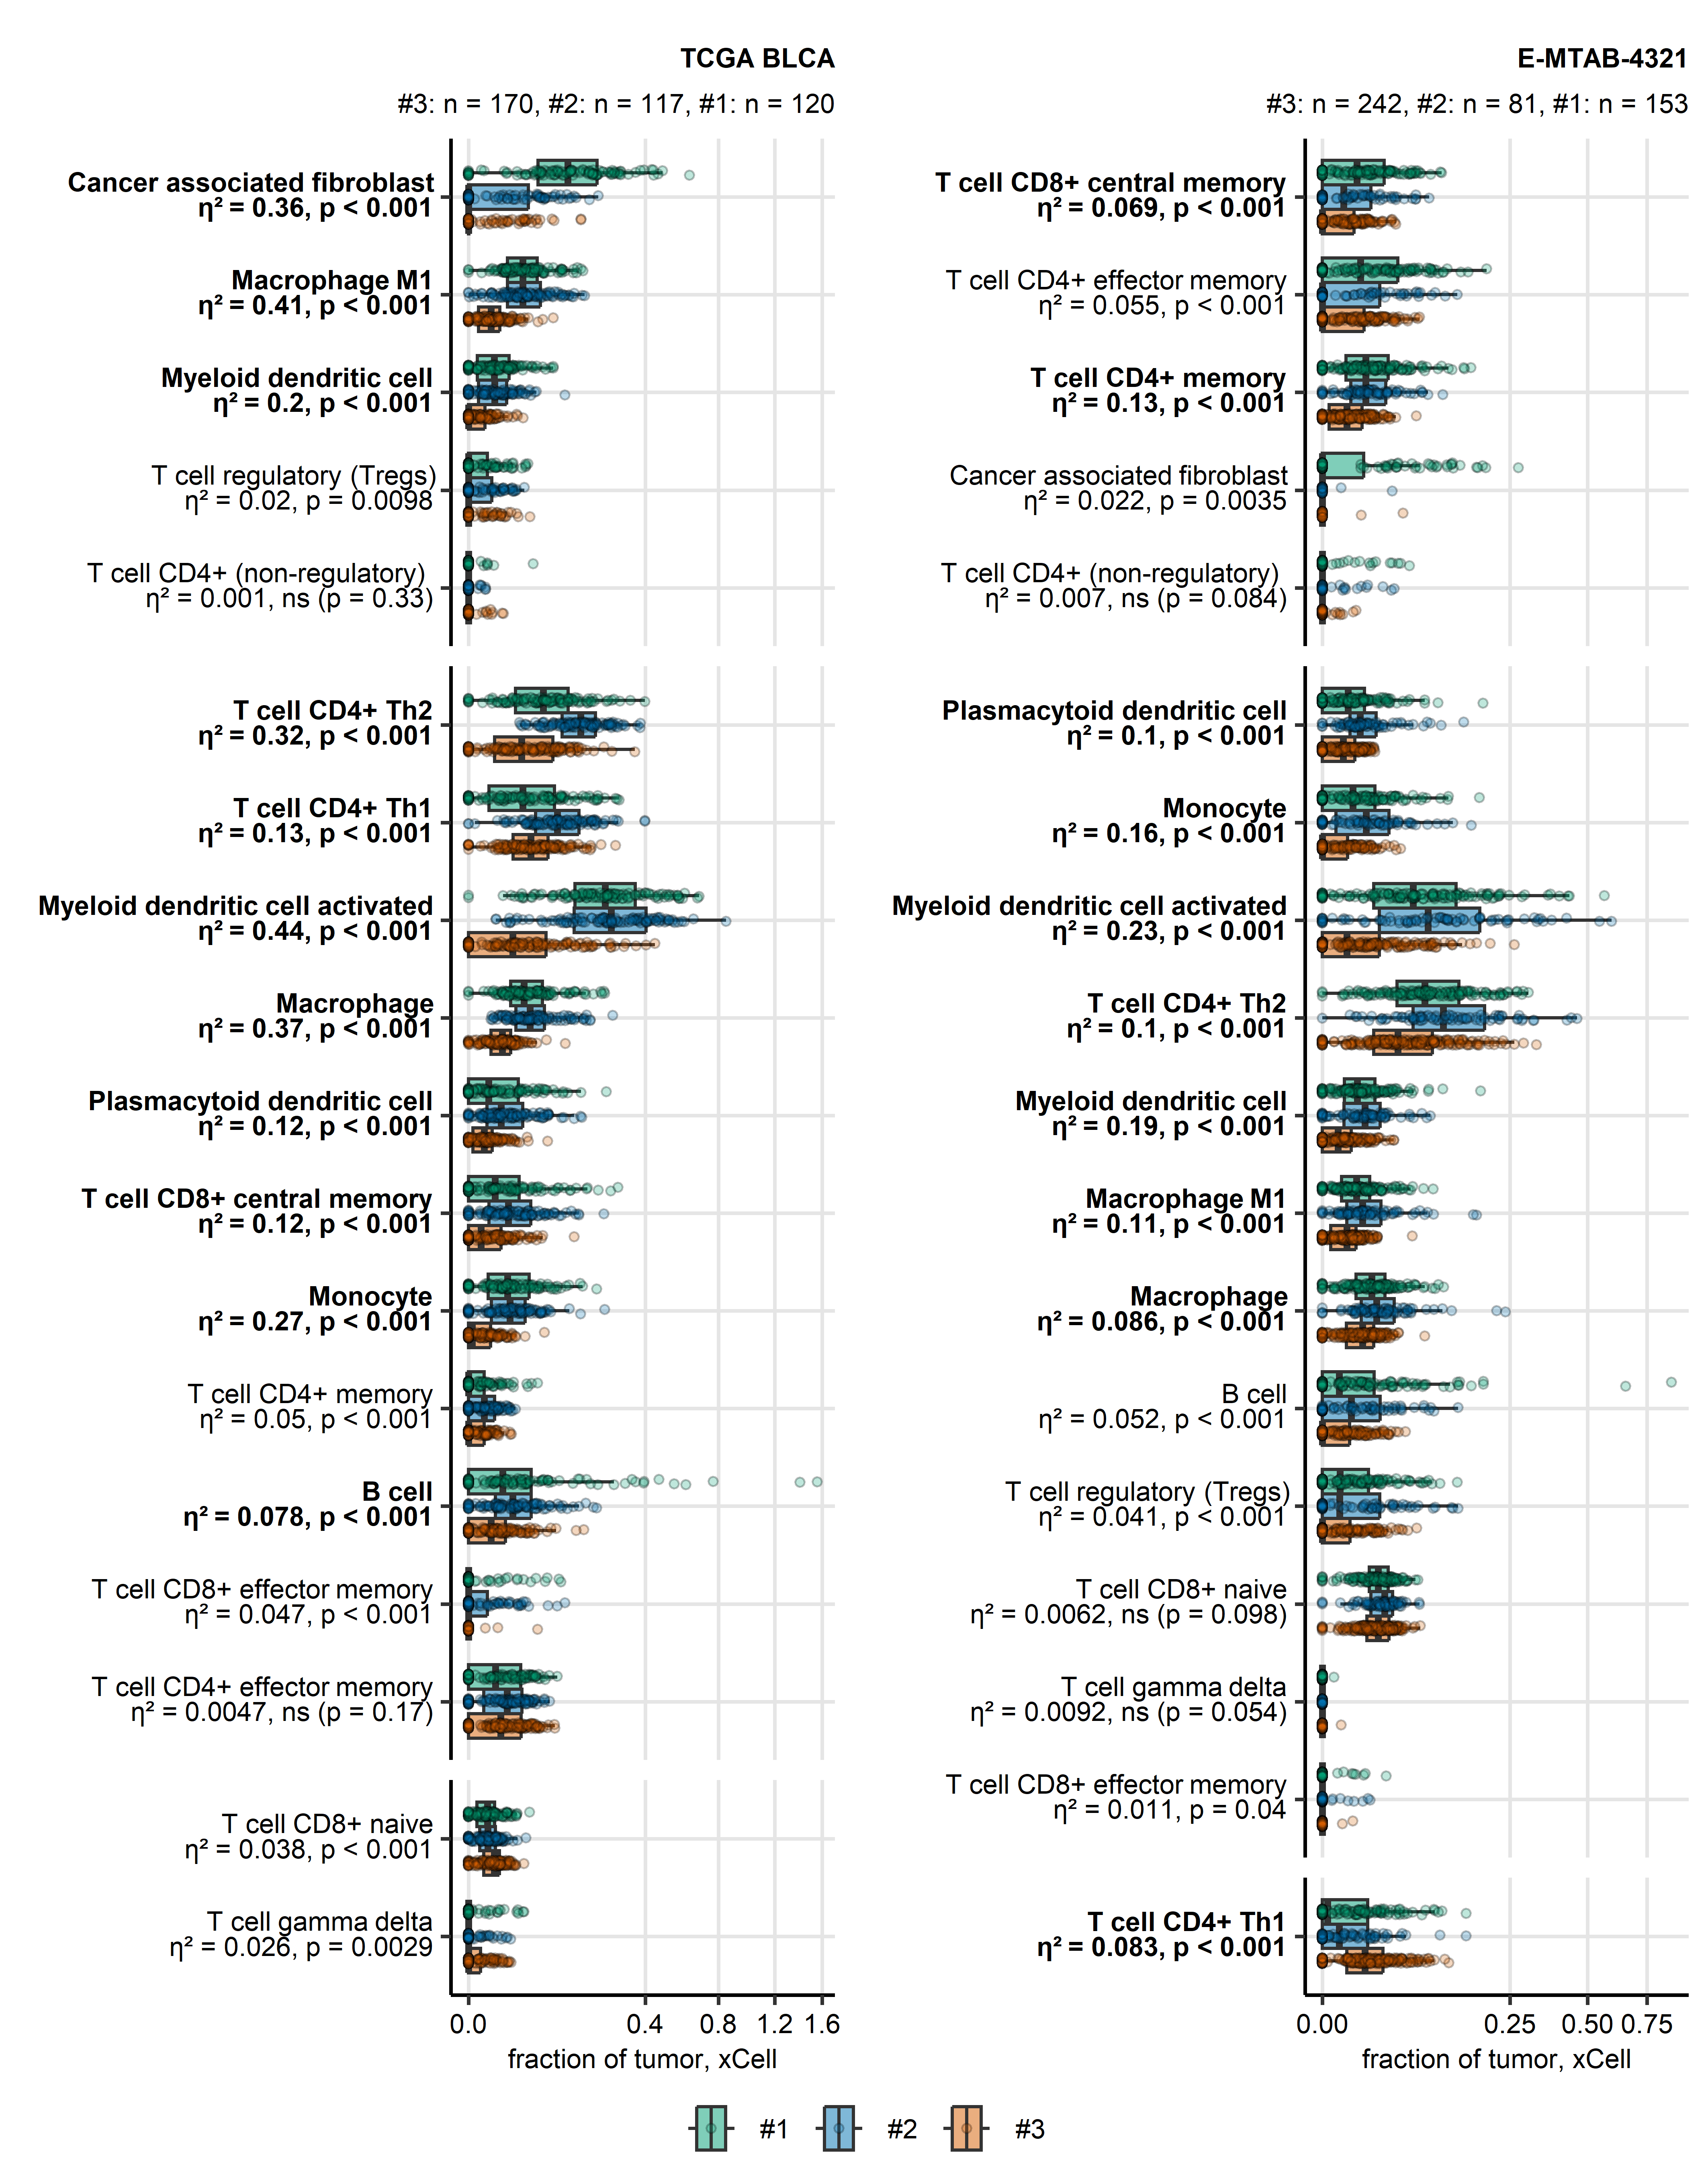 TCGA BLCA
#3: n = 170, #2: n = 117, #1: n = 120
Cancer associated fibroblast
η² = 0.36, p < 0.001
Macrophage M1
η² = 0.41, p < 0.001
Myeloid dendritic cell
η² = 0.2, p < 0.001
T cell regulatory (Tregs)
η² = 0.02, p = 0.0098
T cell CD4+ (non-regulatory)
η² = 0.001, ns (p = 0.33)
T cell CD4+ Th2
η² = 0.32, p < 0.001
T cell CD4+ Th1
η² = 0.13, p < 0.001
Myeloid dendritic cell activated
η² = 0.44, p < 0.001
Macrophage
η² = 0.37, p < 0.001
Plasmacytoid dendritic cell
η² = 0.12, p < 0.001
T cell CD8+ central memory
η² = 0.12, p < 0.001
Monocyte
η² = 0.27, p < 0.001
T cell CD4+ memory
η² = 0.05, p < 0.001
B cell
η² = 0.078, p < 0.001
T cell CD8+ effector memory
η² = 0.047, p < 0.001
T cell CD4+ effector memory
η² = 0.0047, ns (p = 0.17)
T cell CD8+ naive
η² = 0.038, p < 0.001
T cell gamma delta
η² = 0.026, p = 0.0029
0.0 0.4 0.8 1.2 1.6
fraction of tumor, xCell
E-MTAB-4321
#3: n = 242, #2: n = 81, #1: n = 153
T cell CD8+ central memory
η² = 0.069, p < 0.001
T cell CD4+ effector memory
η² = 0.055, p < 0.001
T cell CD4+ memory
η² = 0.13, p < 0.001
Cancer associated fibroblast
η² = 0.022, p = 0.0035
T cell CD4+ (non-regulatory)
η² = 0.007, ns (p = 0.084)
Plasmacytoid dendritic cell
η² = 0.1, p < 0.001
Monocyte
η² = 0.16, p < 0.001
Myeloid dendritic cell activated
η² = 0.23, p < 0.001
T cell CD4+ Th2
η² = 0.1, p < 0.001
Myeloid dendritic cell
η² = 0.19, p < 0.001
Macrophage M1
η² = 0.11, p < 0.001
Macrophage
η² = 0.086, p < 0.001
B cell
η² = 0.052, p < 0.001
T cell regulatory (Tregs)
η² = 0.041, p < 0.001
T cell CD8+ naive
η² = 0.0062, ns (p = 0.098)
T cell gamma delta
η² = 0.0092, ns (p = 0.054)
T cell CD8+ effector memory
η² = 0.011, p = 0.04
T cell CD4+ Th1
η² = 0.083, p < 0.001
0.00 0.25 0.50 0.75
fraction of tumor, xCell
#1 #2 #3